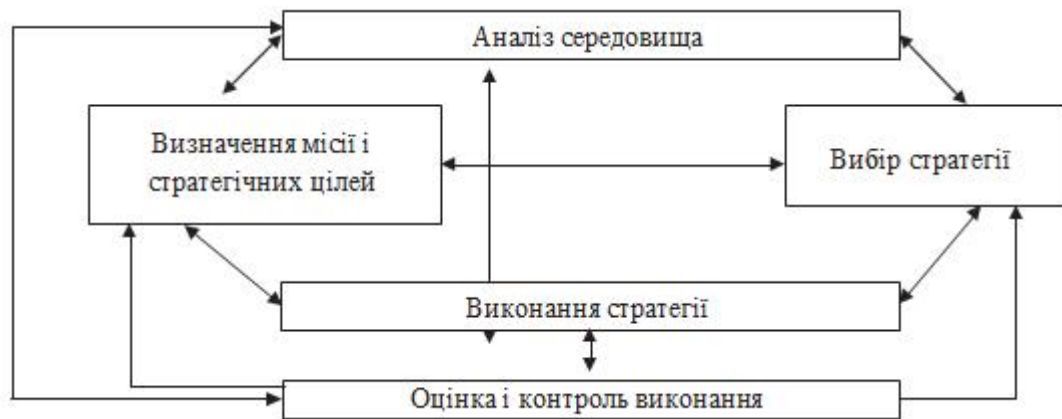 Аналіз середовища
Визначення місії і
стратегічних цілей
Вибір стратегії
Виконання стратегії
Оцінка і контроль виконання